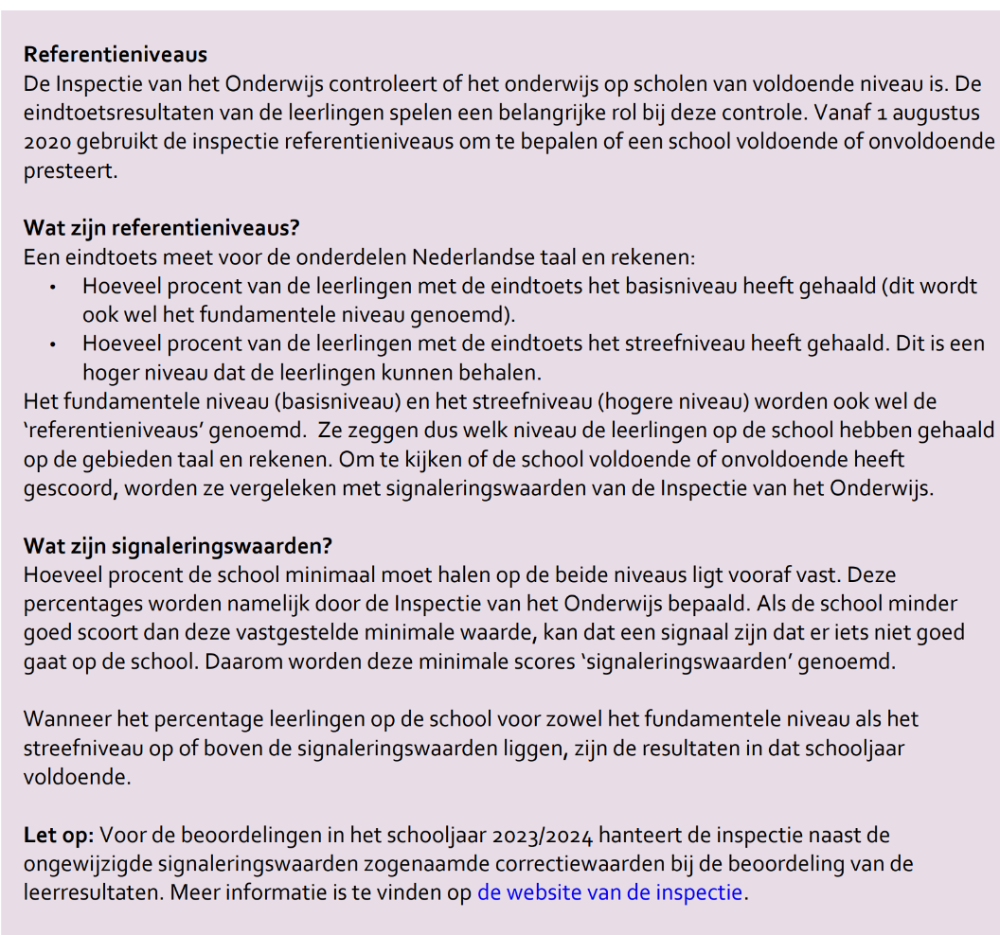 Referentieniveaus
De Inspectie van het Onderwijs controleert of het onderwijs op scholen van voldoende niveau is. De
eindtoetsresultaten van de leerlingen spelen een belangrijke rol bij deze controle. Vanaf 1 augustus
2020 gebruikt de inspectie referentieniveaus om te bepalen of een school voldoende of onvoldoende
presteert.
Wat zijn referentieniveaus?
Een eindtoets meet voor de onderdelen Nederlandse taal en rekenen:
• Hoeveel procent van de leerlingen met de eindtoets het basisniveau heeft gehaald (dit wordt
ook wel het fundamentele niveau genoemd).
• Hoeveel procent van de leerlingen met de eindtoets het streefniveau heeft gehaald. Dit is een
hoger niveau dat de leerlingen kunnen behalen.
Het fundamentele niveau (basisniveau) en het streefniveau (hogere niveau) worden ook wel de
‘referentieniveaus’ genoemd.  Ze zeggen dus welk niveau de leerlingen op de school hebben gehaald
op de gebieden taal en rekenen. Om te kijken of de school voldoende of onvoldoende heeft
gescoord, worden ze vergeleken met signaleringswaarden van de Inspectie van het Onderwijs.
Wat zijn signaleringswaarden?
Hoeveel procent de school minimaal moet halen op de beide niveaus ligt vooraf vast. Deze
percentages worden namelijk door de Inspectie van het Onderwijs bepaald. Als de school minder
goed scoort dan deze vastgestelde minimale waarde, kan dat een signaal zijn dat er iets niet goed
gaat op de school. Daarom worden deze minimale scores ‘signaleringswaarden’ genoemd.
Wanneer het percentage leerlingen op de school voor zowel het fundamentele niveau als het
streefniveau op of boven de signaleringswaarden liggen, zijn de resultaten in dat schooljaar
voldoende.
Let op: Voor de beoordelingen in het schooljaar 2023/2024 hanteert de inspectie naast de
ongewijzigde signaleringswaarden zogenaamde correctiewaarden bij de beoordeling van de
leerresultaten. Meer informatie is te vinden op de website van de inspectie.